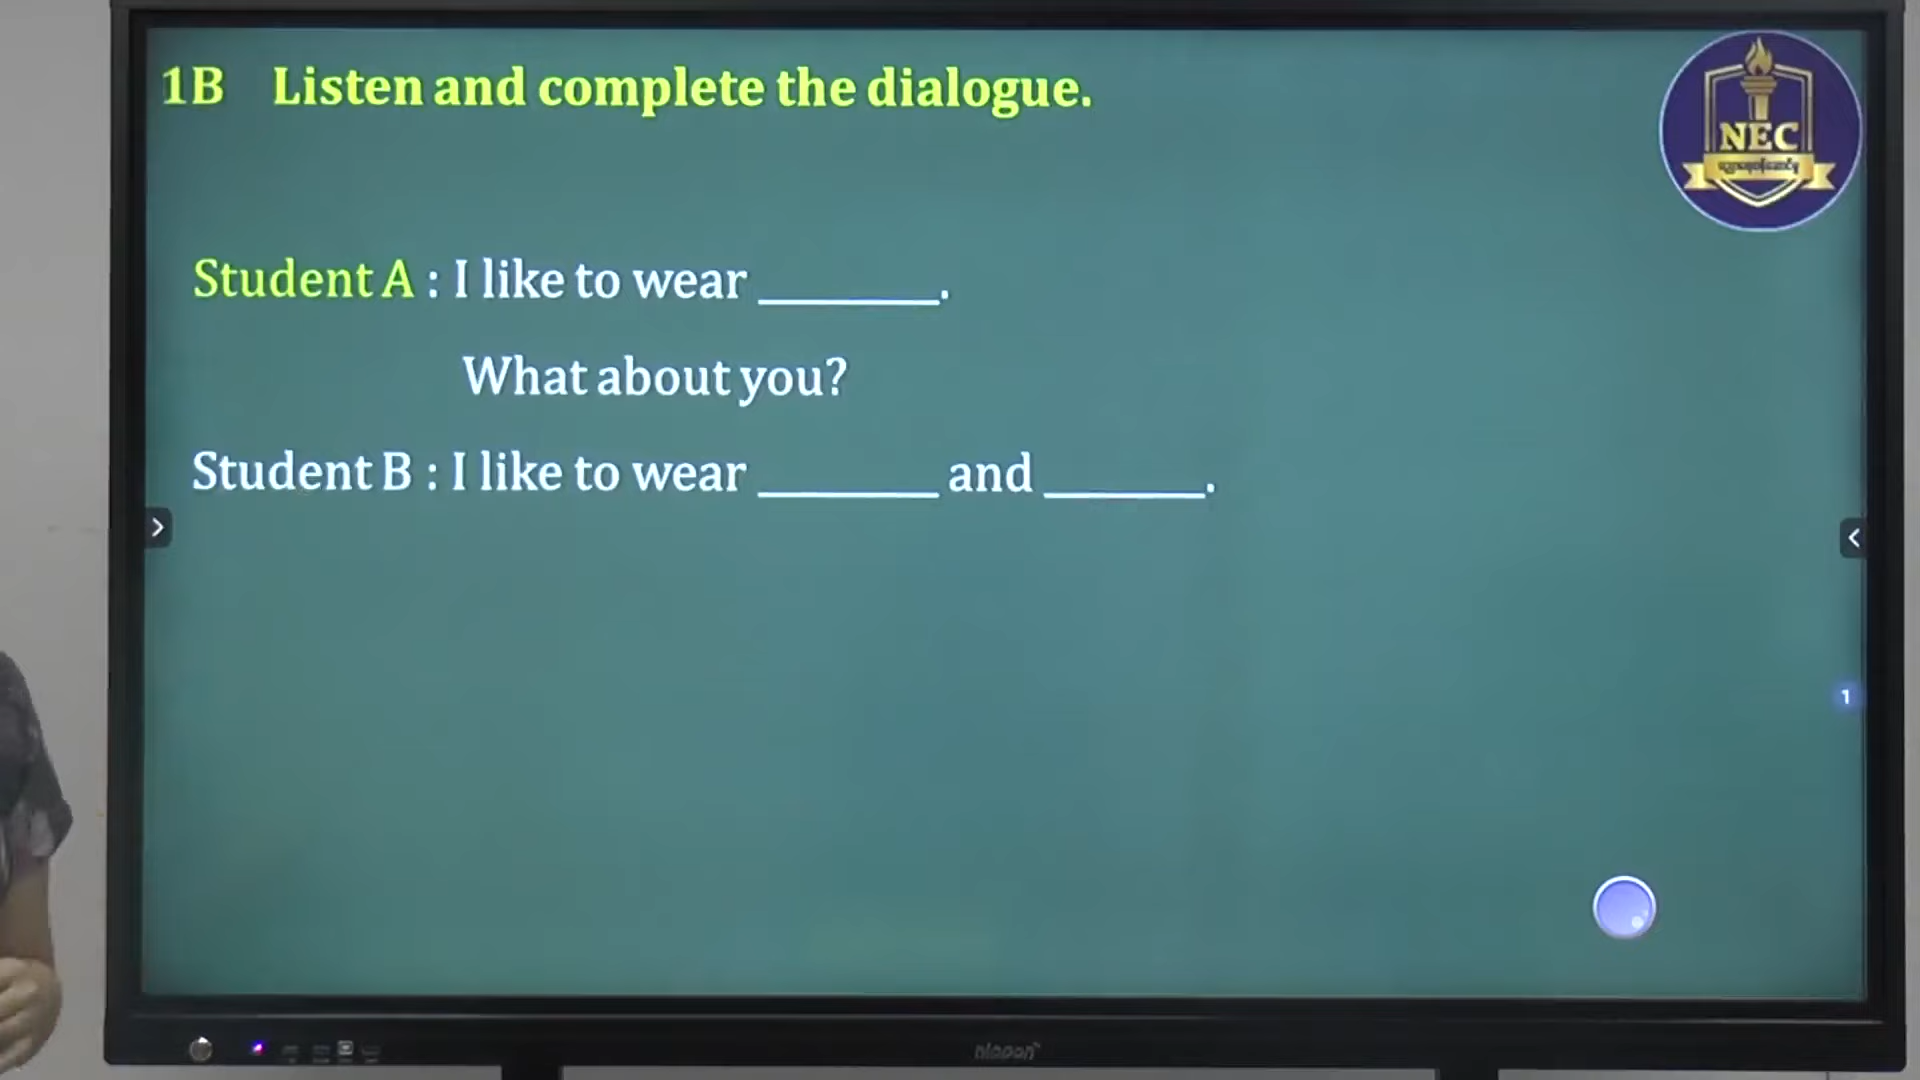 1B Listen and complete the dialogue.
NEC
Student A : I like to wear ________.
What about you?
Student B : I like to wear ________ and _______.
1